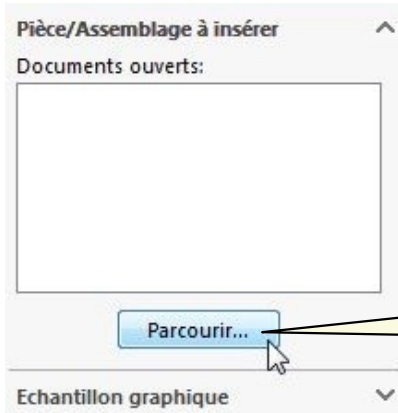 Pièce/Assemblage à insérer
Documents ouverts:
Parcourir...
Echantillon graphique